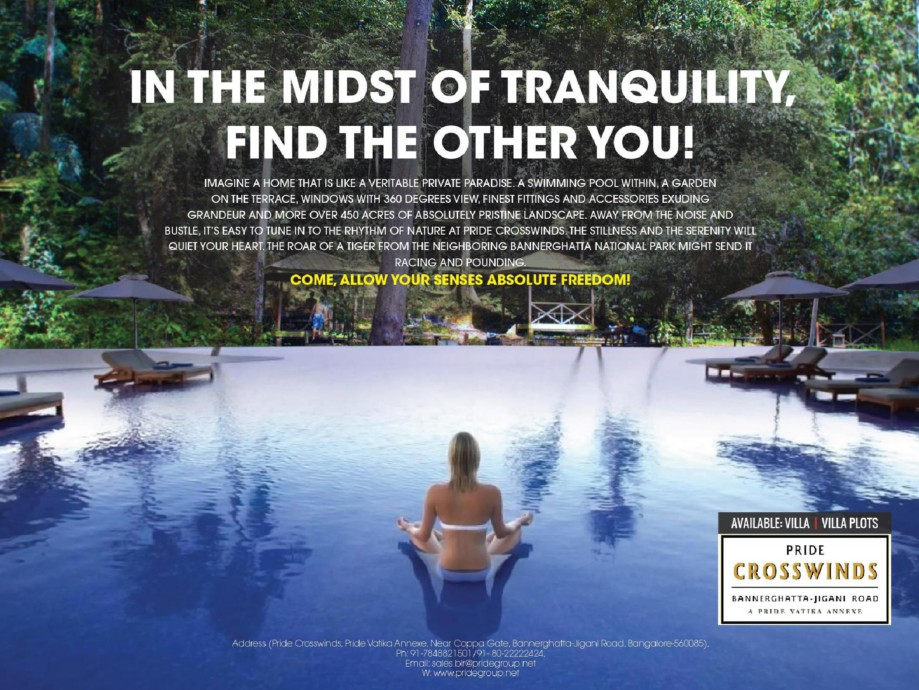 IN THE MIDST OF TRANQUILITY,
FIND THE OTHER YOU!
IMAGINE A HOME THAT IS LIKE A VERITABLE PRIVATE PARADISE. A SWIMMING POOL WITHIN, A GARDEN
ON THE TERRACE, WINDOWS WITH 360 DEGREES VIEW, FINEST FITTINGS AND ACCESSORIES EXUDING
GRANDEUR AND MORE OVER 450 ACRES OF ABSOLUTELY PRISTINE LANDSCAPE. AWAY FROM THE NOISE AND
BUSTLE, IT'S EASY TO TUNE IN TO THE RHYTHM OF NATURE AT PRIDE CROSSWINDS. THE STILLNESS AND THE SERENITY WILL
QUIET YOUR HEART. THE ROAR OF A TIGER FROM THE NEIGHBORING BANNERGHATTA NATIONAL PARK MIGHT SEND IT
RACING AND POUNDING.
COME, ALLOW YOUR SENSES ABSOLUTE FREEDOM!
AVAILABLE: VILLA | VILLA PLOTS
PRIDE
CROSSWINDS
BANNERGHATTA-JIGANI ROAD
A PRIDE VATIKA ANNEXE
Address (Pride Crosswinds, Pride Vatika Annexe, Near Coppa Gate, Bannerghatta-Jigani Road, Bangalore-560085).
Ph: 91-7848821501/91- 80-22222424,
Email: sales.blr@pridegroup.net
W: www.pridegroup.net